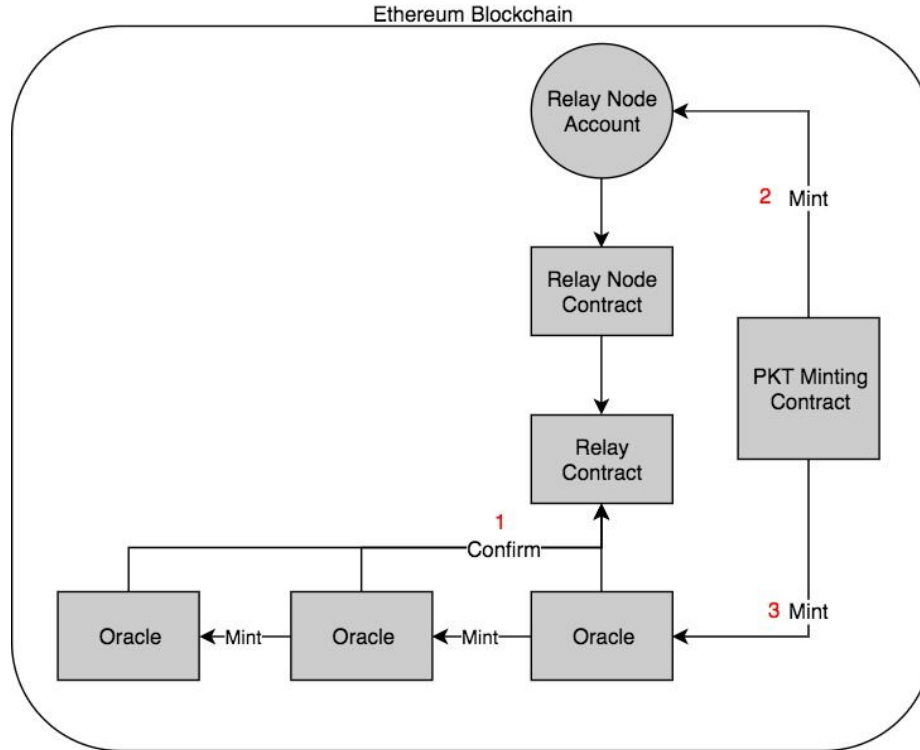 Ethereum Blockchain
Relay Node
Account
2 Mint
Relay Node
Contract
PKT Minting
Contract
Relay
Contract
1
Confirm
3 Mint
Oracle
Mint
Oracle
Mint
Oracle